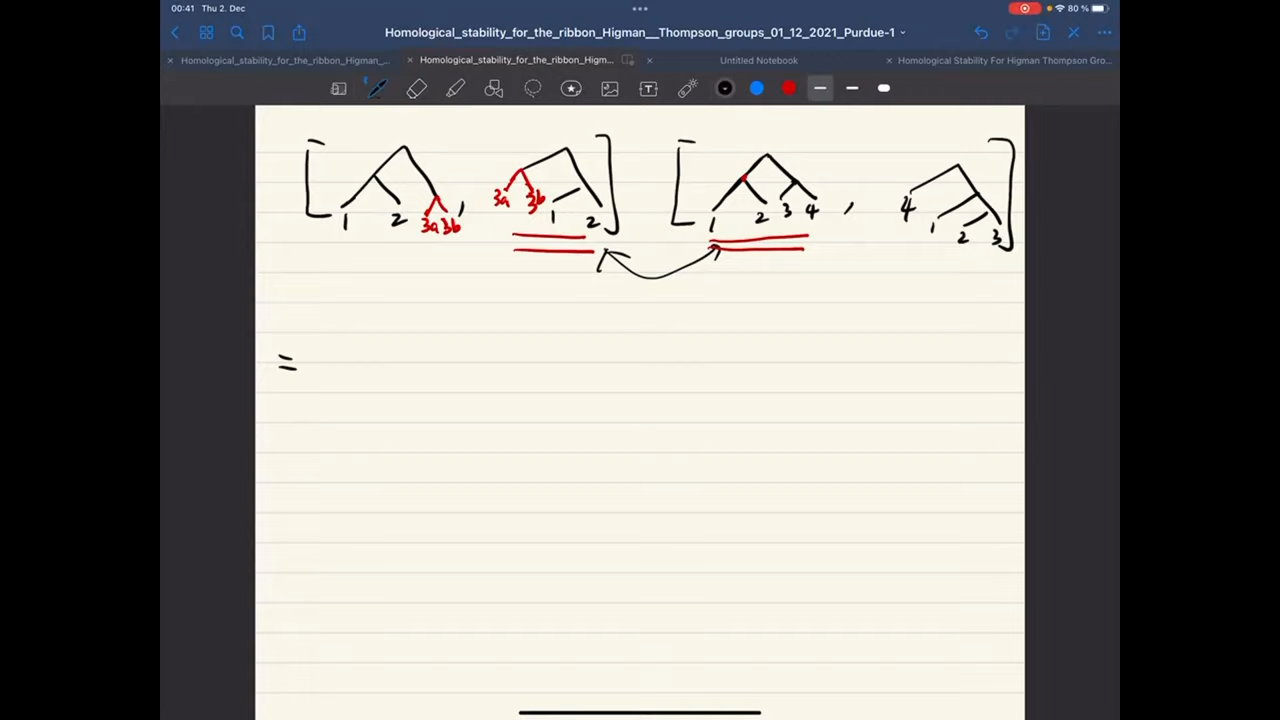 00:41 Thu 2. Dec
80 %
Homological_stability_for_the_ribbon_Higman__Thompson_groups_01_12_2021_Purdue-1
Homological_stability_for_the_ribbon_Higman_... Homological_stability_for_the_ribbon_Higm... Untitled Notebook Homological Stability For Higman Thompson Gro...
[ 1 2 3a 3b , 3a 3b 1 2 ] [ 1 2 3 4 , 4 1 2 3 ]
=